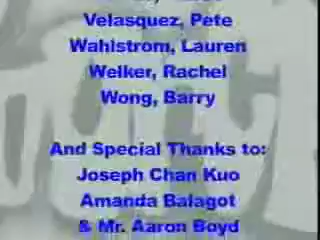 Velasquez, Pete
Wahlstrom, Lauren
Welker, Rachel
Wong, Barry
And Special Thanks to:
Joseph Chan Kuo
Amanda Balagot
& Mr. Aaron Boyd